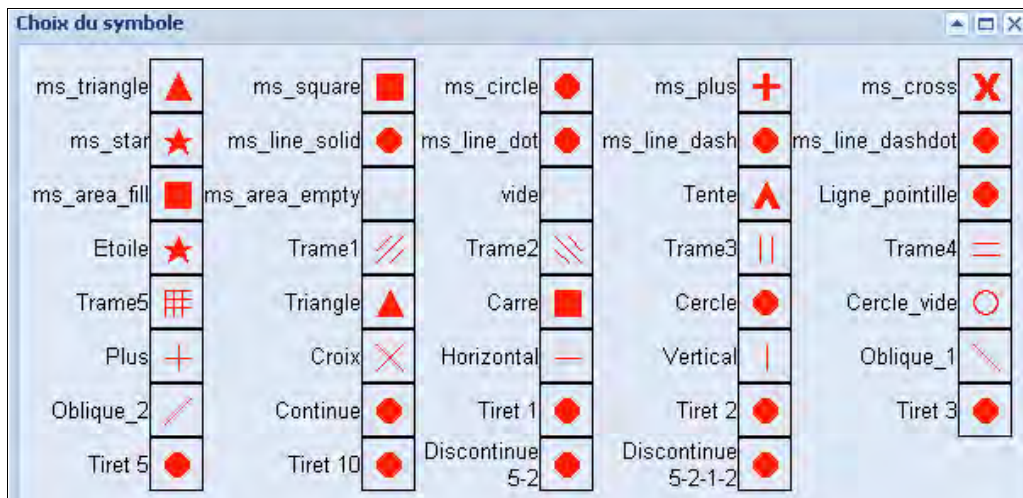 Choix du symbole
ms_triangle ms_square ms_circle ms_plus ms_cross
ms_star ms_line_solid ms_line_dot ms_line_dash ms_line_dashdot
ms_area_fill ms_area_empty vide Tente Ligne_pointille
Etoile Trame1 Trame2 Trame3 Trame4
Trame5 Triangle Carre Cercle Cercle_vide
Plus Croix Horizontal Vertical Oblique_1
Oblique_2 Continue Tiret 1 Tiret 2 Tiret 3
Tiret 5 Tiret 10 Discontinue 5-2 Discontinue 5-2-1-2